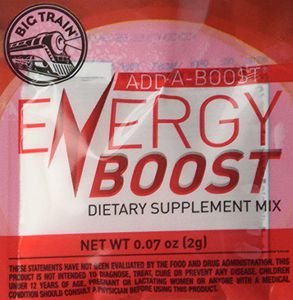 BIG TRAIN
ADD-A-BOOST
ENERGY
BOOST
DIETARY SUPPLEMENT MIX
NET WT 0.07 oz (2g)
THESE STATEMENTS HAVE NOT BEEN EVALUATED BY THE FOOD AND DRUG ADMINISTRATION. THIS
PRODUCT IS NOT INTENDED TO DIAGNOSE, TREAT, CURE OR PREVENT ANY DISEASE. CHILDREN
UNDER 12 YEARS OF AGE, PREGNANT OR LACTATING WOMEN OR ANYONE WITH A MEDICAL
CONDITION SHOULD CONSULT A PHYSICIAN BEFORE USING THIS PRODUCT.